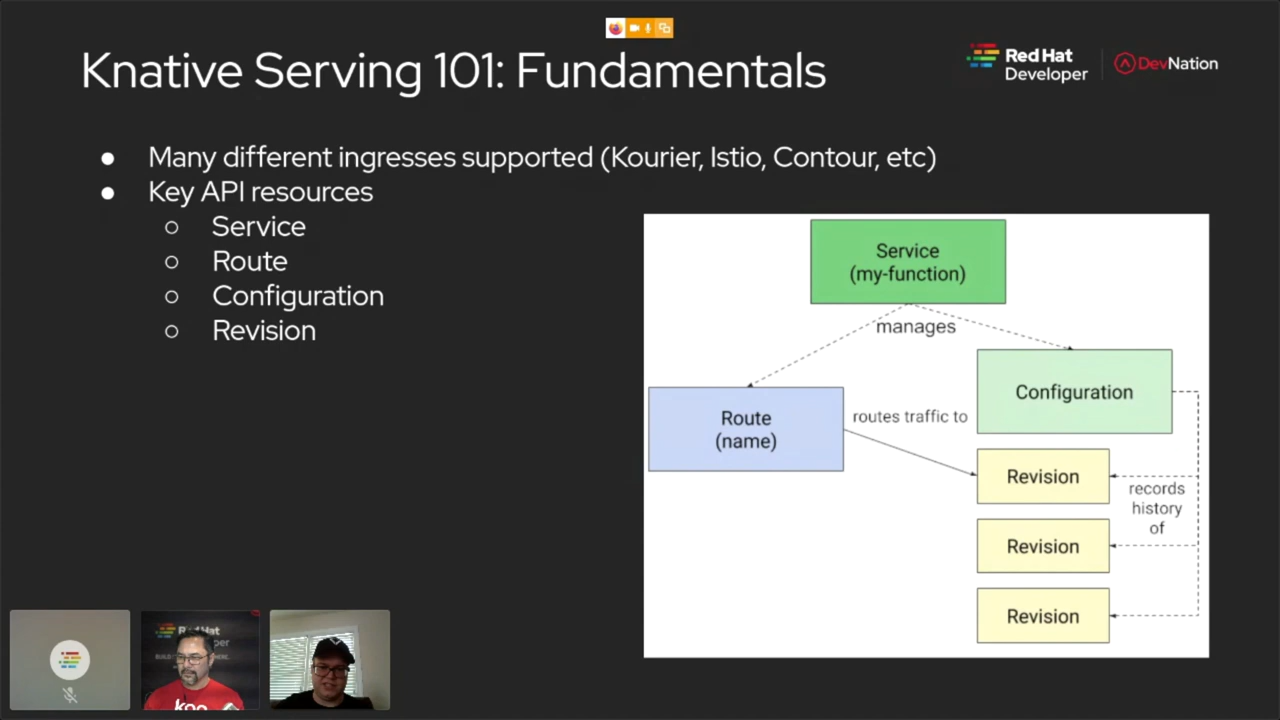 Knative Serving 101: Fundamentals
Red Hat
Developer
DevNation
● Many different ingresses supported (Kourier, Istio, Contour, etc)
● Key API resources
○ Service
○ Route
○ Configuration
○ Revision
Service
(my-function)
manages
Configuration
Route
(name)
routes traffic to
Revision
records
history
of
Revision
Revision
Red Hat